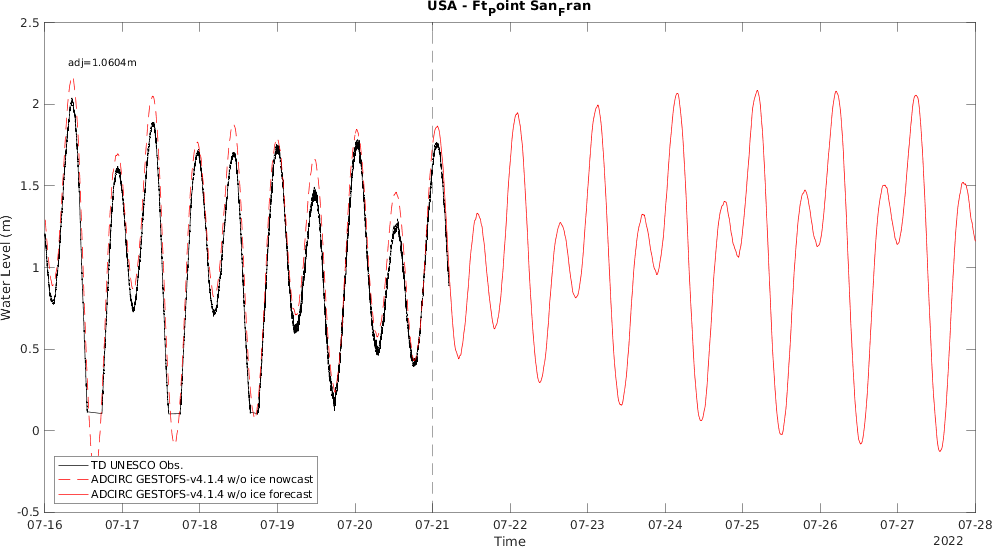 USA - FtPoint SanFran
adj=1.0604m
2.5
2
1.5
1
0.5
0
-0.5
Water Level (m)
TD UNESCO Obs.
ADCIRC GESTOFS-v4.1.4 w/o ice nowcast
ADCIRC GESTOFS-v4.1.4 w/o ice forecast
07-16 07-17 07-18 07-19 07-20 07-21 07-22 07-23 07-24 07-25 07-26 07-27 07-28
Time
2022